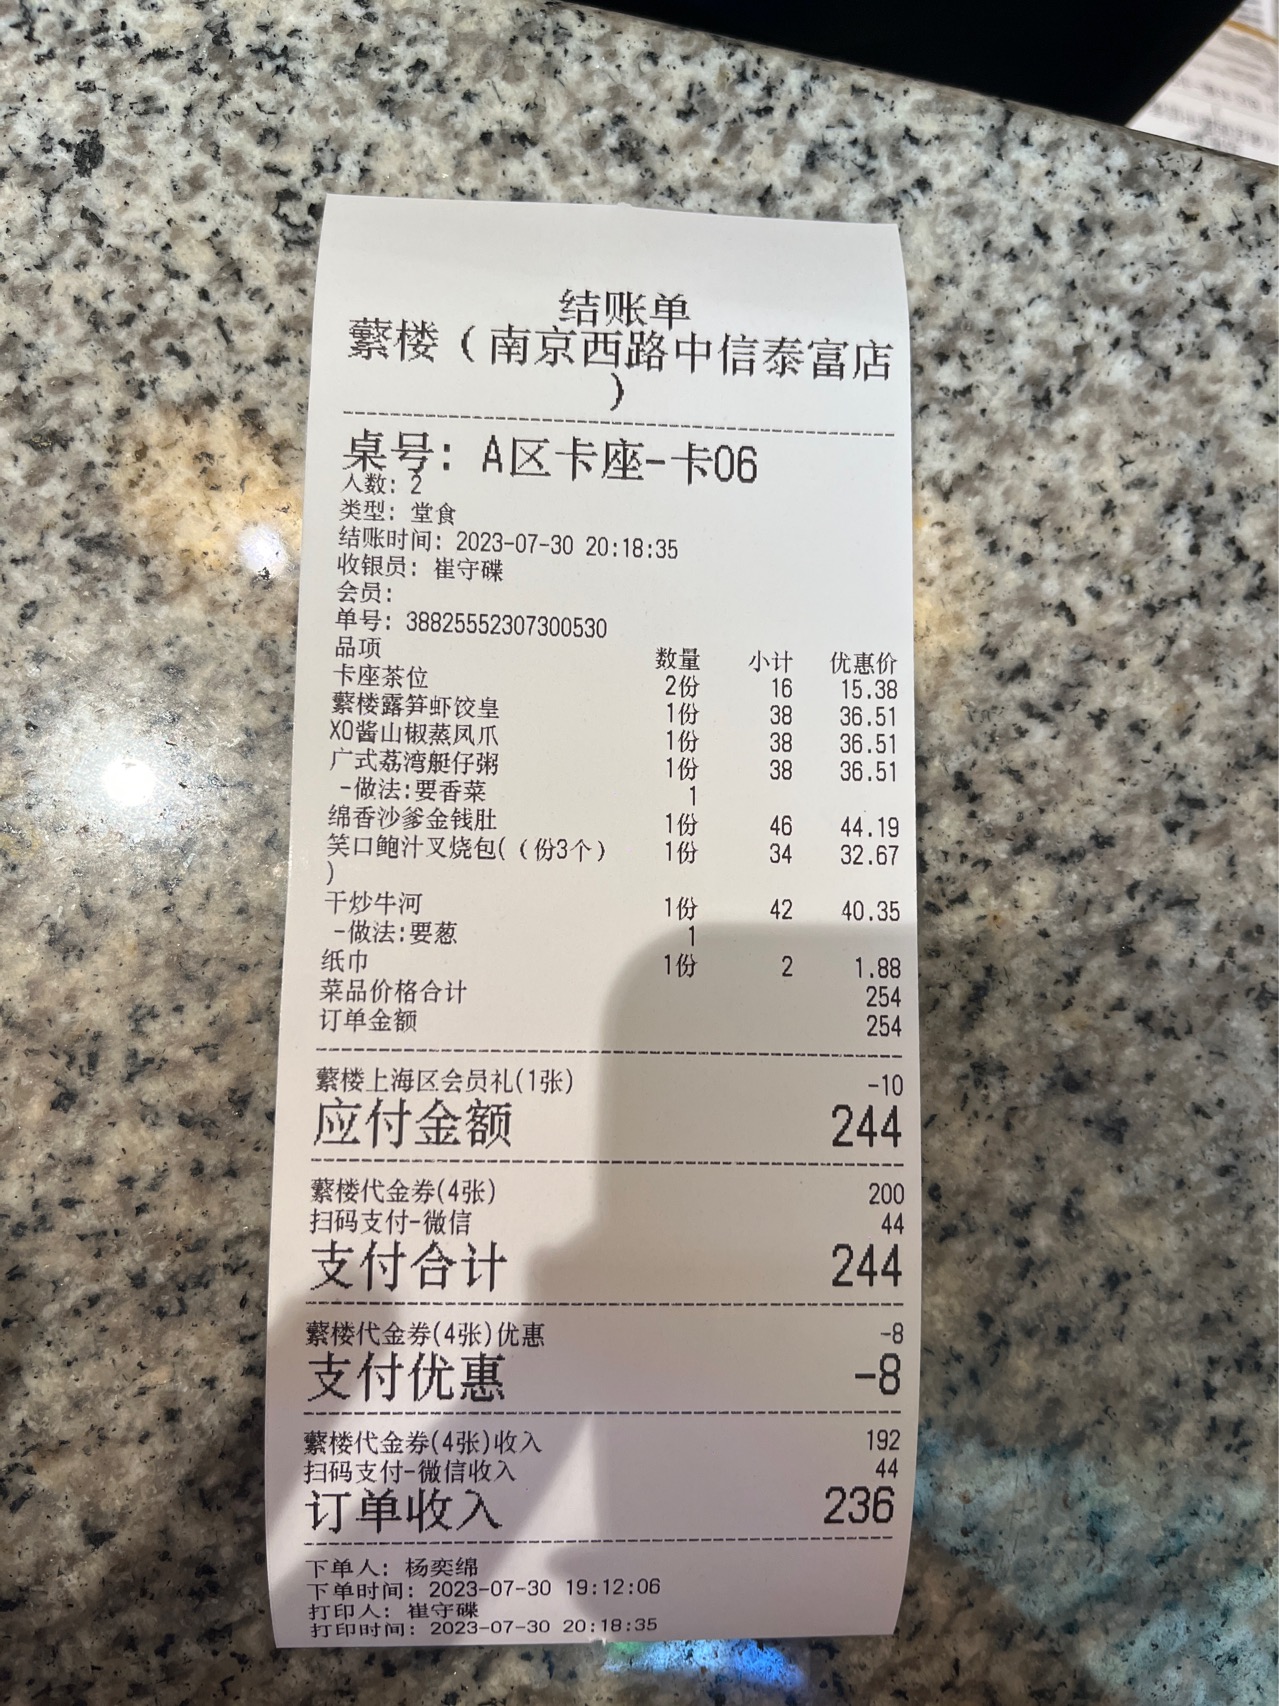 结账单
蘩楼（南京西路中信泰富店
）
桌号: A区卡座-卡06
人数: 2
类型: 堂食
结账时间: 2023-07-30 20:18:35
收银员: 崔守碟
会员:
单号: 38825552307300530
品项 数量 小计 优惠价
卡座茶位 2份 16 15.38
蘩楼露笋虾饺皇 1份 38 36.51
XO酱山椒蒸凤爪 1份 38 36.51
广式荔湾艇仔粥 1份 38 36.51
-做法:要香菜 1
绵香沙爹金钱肚 1份 46 44.19
笑口鲍汁叉烧包(（份3个） 1份 34 32.67
)
干炒牛河 1份 42 40.35
-做法:要葱 1
纸巾 1份 2 1.88
菜品价格合计 254
订单金额 254
蘩楼上海区会员礼(1张) -10
应付金额 244
蘩楼代金券(4张) 200
扫码支付-微信 44
支付合计 244
蘩楼代金券(4张)优惠 -8
支付优惠 -8
蘩楼代金券(4张)收入 192
扫码支付-微信收入 44
订单收入 236
下单人: 杨奕绵
下单时间: 2023-07-30 19:12:06
打印人: 崔守碟
打印时间: 2023-07-30 20:18:35